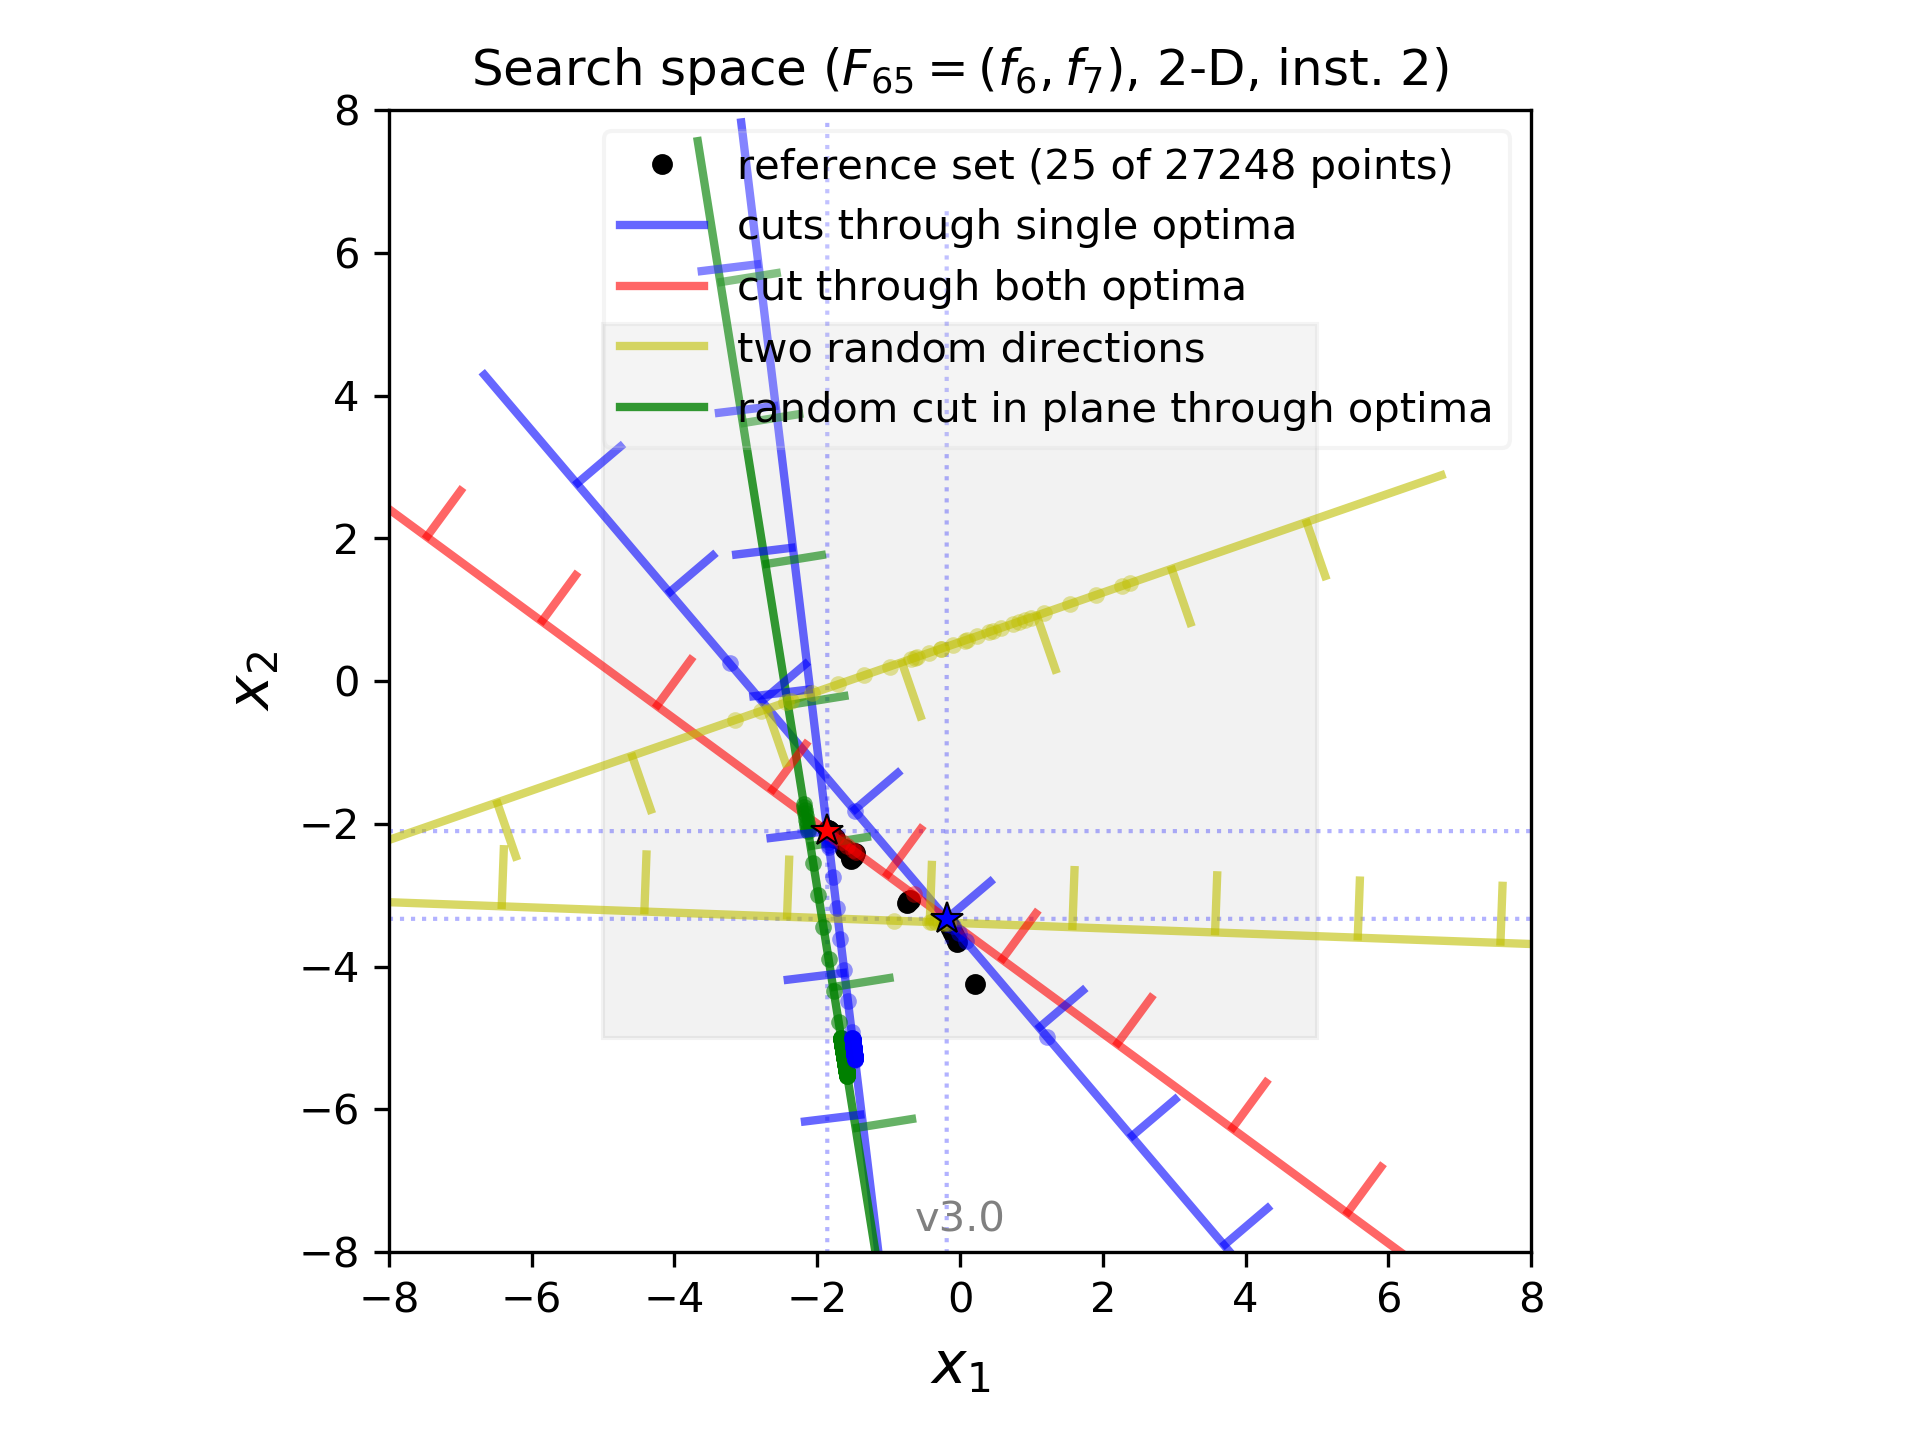 Search space (F65 = (f6, f7), 2-D, inst. 2)
reference set (25 of 27248 points)
cuts through single optima
cut through both optima
two random directions
random cut in plane through optima
8
6
4
2
0
−2
−4
−6
−8
x2
v3.0
−8 −6 −4 −2 0 2 4 6 8
x1